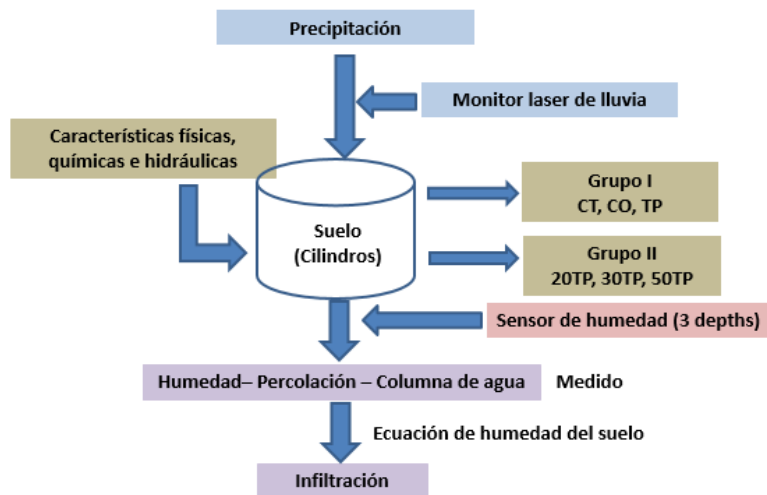 Precipitación
Monitor laser de lluvia
Características físicas,
químicas e hidráulicas
Grupo I
CT, CO, TP
Suelo
(Cilindros)
Grupo II
20TP, 30TP, 50TP
Sensor de humedad (3 depths)
Humedad– Percolación – Columna de agua
Medido
Ecuación de humedad del suelo
Infiltración